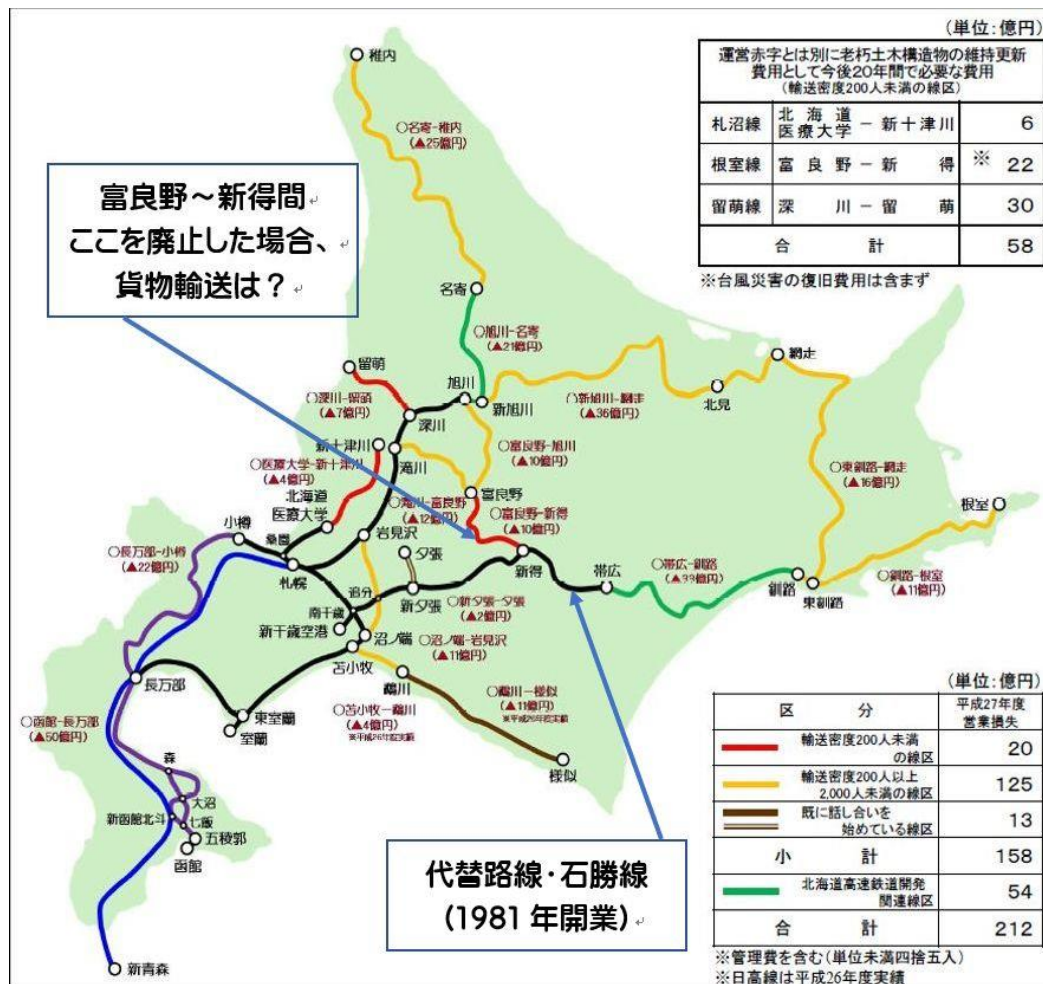 (単位:億円)
運営赤字とは別に老朽土木構造物の維持更新
費用として今後20年間で必要な費用
(輸送密度200人未満の線区)
札沼線 北海道医療大学－新十津川 6
根室線 富良野－新得 ※ 22
留萌線 深川－留萌 30
合計 58
※台風災害の復旧費用は含まず
富良野～新得間
ここを廃止した場合、
貨物輸送は？
稚内
○名寄-稚内
(▲25億円)
名寄
○旭川-名寄
(▲21億円)
留萌
○深川-留萌
(▲7億円)
旭川
新旭川
深川
網走
北見
○新旭川-網走
(▲36億円)
新十津川
滝川
○医療大学-新十津川
(▲4億円)
北海道
医療大学
○富良野-旭川
(▲10億円)
富良野
○滝川-富良野
(▲12億円)
○富良野-新得
(▲10億円)
○東釧路-網走
(▲16億円)
根室
小樽
桑園
岩見沢
夕張
札幌
新得
帯広
○帯広-釧路
(▲33億円)
釧路
東釧路
○釧路-根室
(▲11億円)
○長万部-小樽
(▲22億円)
追分
新夕張
○新夕張-夕張
(▲2億円)
南千歳
新千歳空港
沼ノ端
○沼ノ端-岩見沢
(▲11億円)
苫小牧
鵡川
長万部
○苫小牧-鵡川
(▲4億円)
※平成26年度実績
○鵡川-様似
(▲11億円)
※平成26年度実績
東室蘭
室蘭
様似
○函館-長万部
(▲50億円)
森
大沼
新函館北斗
七飯
五稜郭
函館
新青森
代替路線・石勝線
(1981年開業)
(単位:億円)
区分 平成27年度営業損失
輸送密度200人未満の線区 20
輸送密度200人以上2,000人未満の線区 125
既に話し合いを始めている線区 13
小計 158
北海道高速鉄道開発関連線区 54
合計 212
※管理費を含む(単位未満四捨五入)
※日高線は平成26年度実績